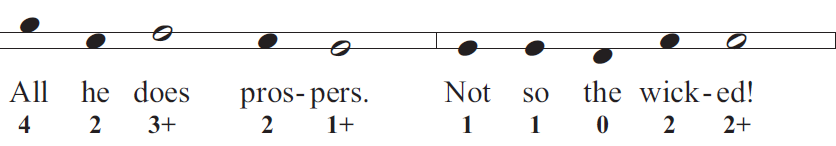 All he does pros-pers. Not so the wick-ed!
4 2 3+ 2 1+ 1 1 0 2 2+